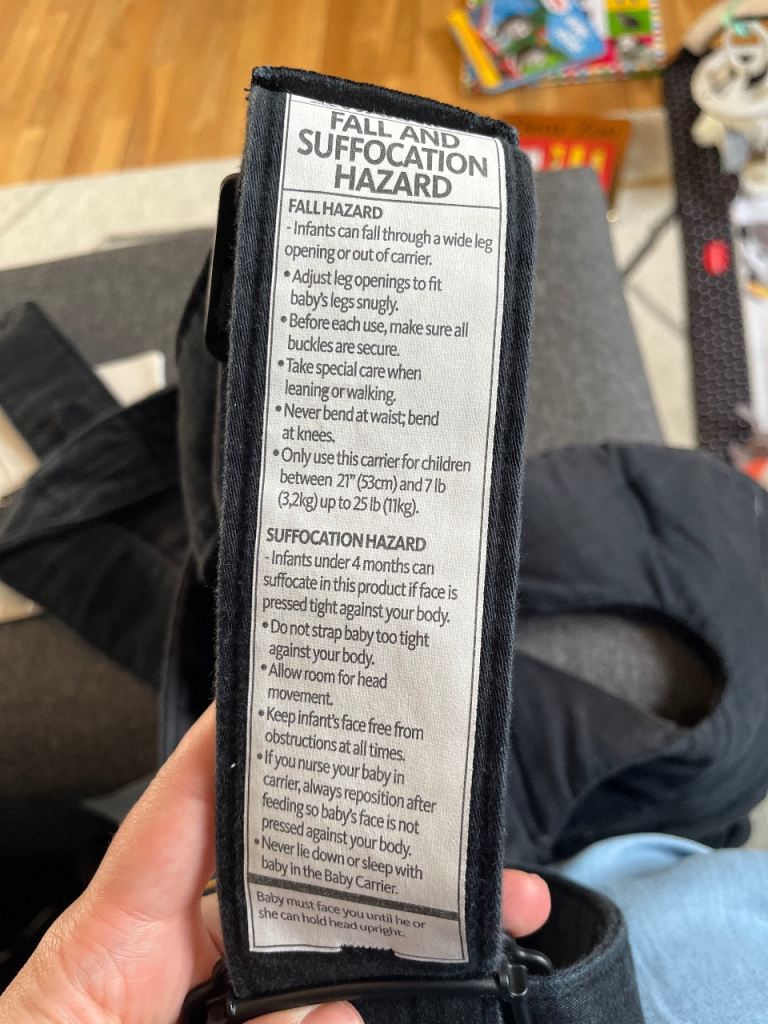 FALL AND
SUFFOCATION
HAZARD
FALL HAZARD
- Infants can fall through a wide leg
opening or out of carrier.
• Adjust leg openings to fit
baby's legs snugly.
• Before each use, make sure all
buckles are secure.
• Take special care when
leaning or walking.
• Never bend at waist; bend
at knees.
• Only use this carrier for children
between 21" (53cm) and 7 lb
(3,2kg) up to 25 lb (11kg).
SUFFOCATION HAZARD
- Infants under 4 months can
suffocate in this product if face is
pressed tight against your body.
• Do not strap baby too tight
against your body.
• Allow room for head
movement.
• Keep infant's face free from
obstructions at all times.
• If you nurse your baby in
carrier, always reposition after
feeding so baby's face is not
pressed against your body.
• Never lie down or sleep with
baby in the Baby Carrier.
Baby must face you until he or
she can hold head upright.